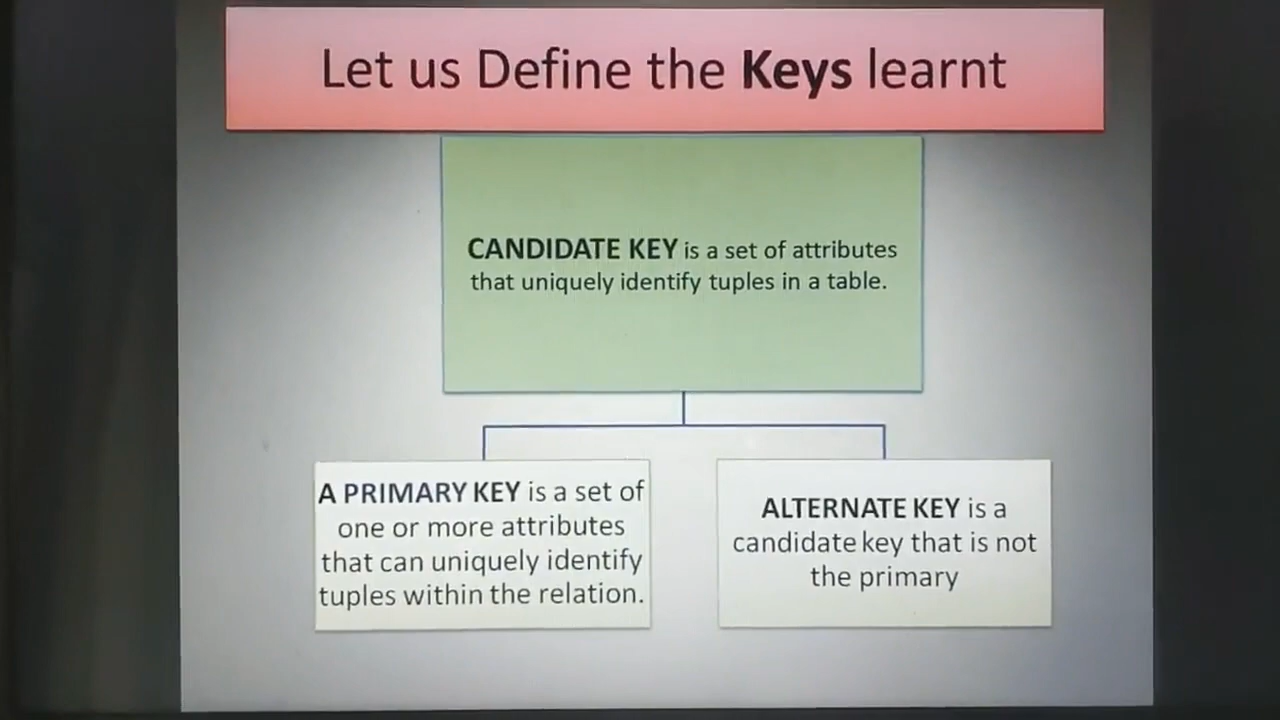 Let us Define the Keys learnt
CANDIDATE KEY is a set of attributes
that uniquely identify tuples in a table.
A PRIMARY KEY is a set of
one or more attributes
that can uniquely identify
tuples within the relation.
ALTERNATE KEY is a
candidate key that is not
the primary